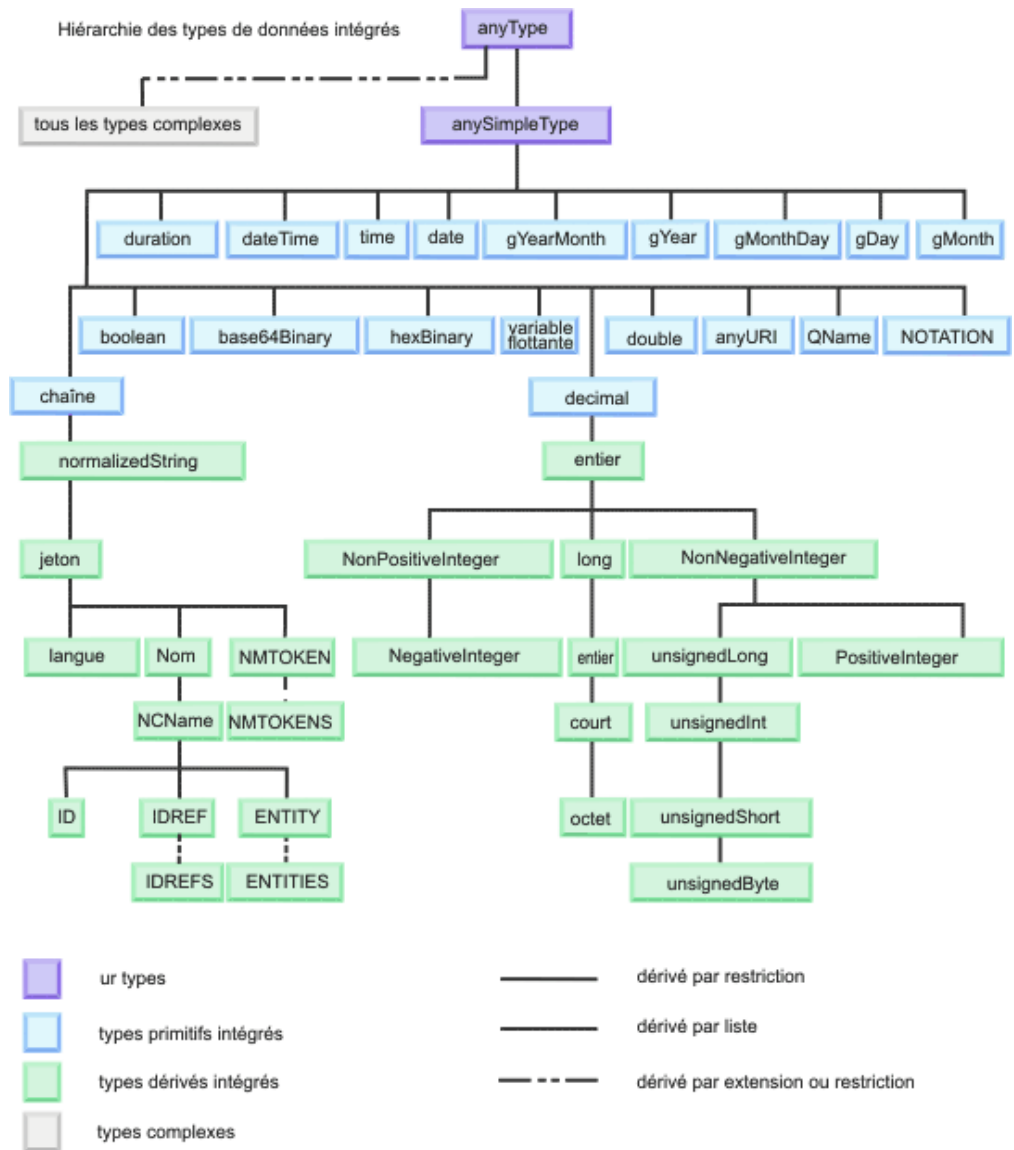 Hiérarchie des types de données intégrés
anyType
tous les types complexes
anySimpleType
duration
dateTime
time
date
gYearMonth
gYear
gMonthDay
gDay
gMonth
boolean
base64Binary
hexBinary
variable
flottante
double
anyURI
QName
NOTATION
chaîne
decimal
normalizedString
entier
jeton
NonPositiveInteger
long
NonNegativeInteger
langue
Nom
NMTOKEN
NegativeInteger
entier
unsignedLong
PositiveInteger
NCName
NMTOKENS
court
unsignedInt
ID
IDREF
ENTITY
octet
unsignedShort
IDREFS
ENTITIES
unsignedByte
ur types
dérivé par restriction
types primitifs intégrés
dérivé par liste
types dérivés intégrés
dérivé par extension ou restriction
types complexes